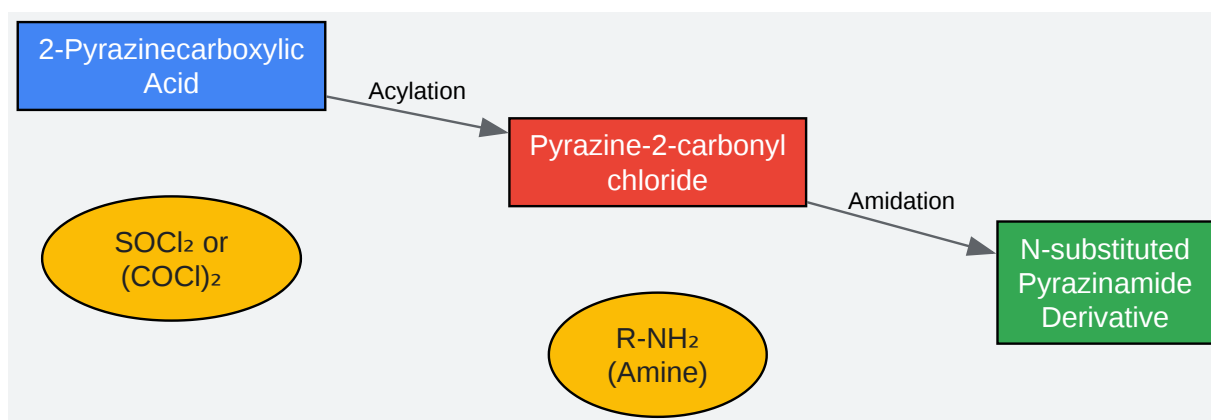 2-Pyrazinecarboxylic
Acid
Acylation
Pyrazine-2-carbonyl
chloride
Amidation
N-substituted
Pyrazinamide
Derivative
SOCl₂ or
(COCl)₂
R-NH₂
(Amine)